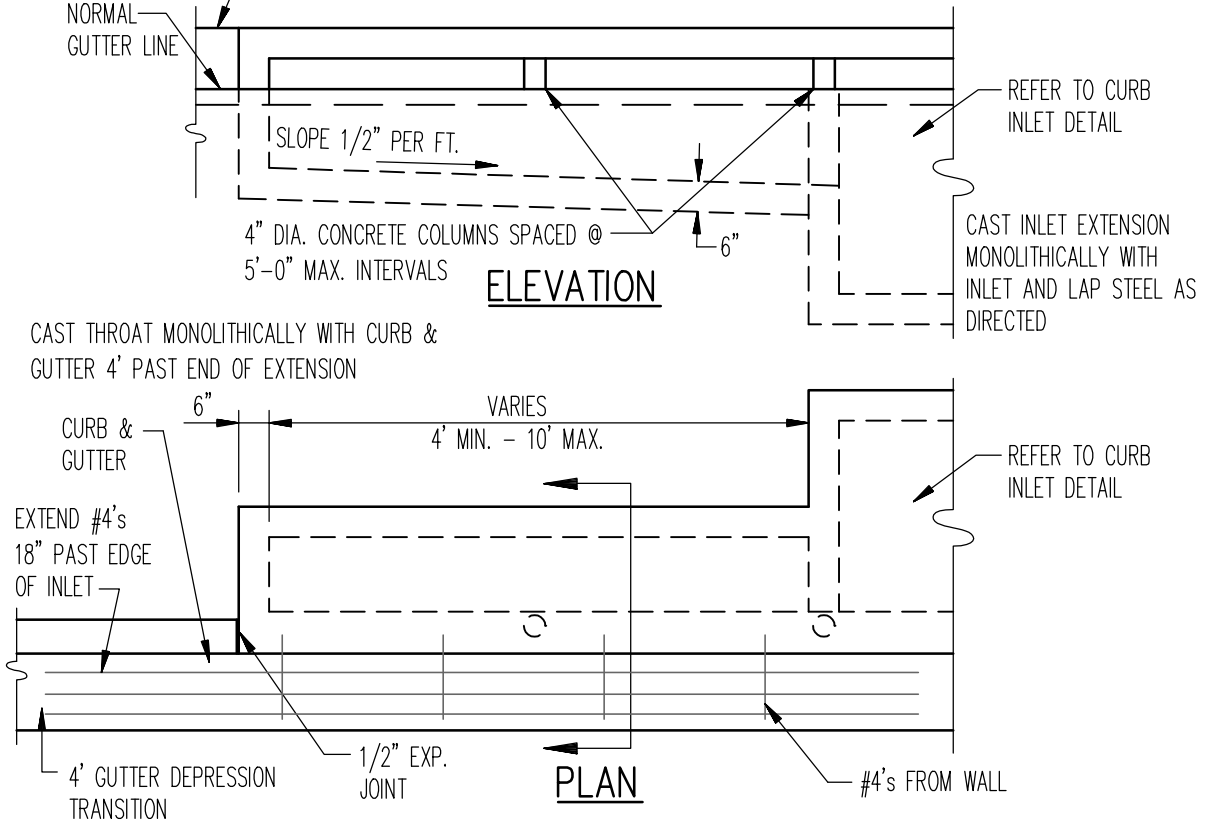 NORMAL
GUTTER LINE
REFER TO CURB
INLET DETAIL
SLOPE 1/2" PER FT.
4" DIA. CONCRETE COLUMNS SPACED @
5'-0" MAX. INTERVALS
6"
CAST INLET EXTENSION
MONOLITHICALLY WITH
INLET AND LAP STEEL AS
DIRECTED
ELEVATION
CAST THROAT MONOLITHICALLY WITH CURB &
GUTTER 4' PAST END OF EXTENSION
6"
VARIES
4' MIN. - 10' MAX.
CURB &
GUTTER
REFER TO CURB
INLET DETAIL
EXTEND #4's
18" PAST EDGE
OF INLET
4' GUTTER DEPRESSION
TRANSITION
1/2" EXP.
JOINT
PLAN
#4's FROM WALL